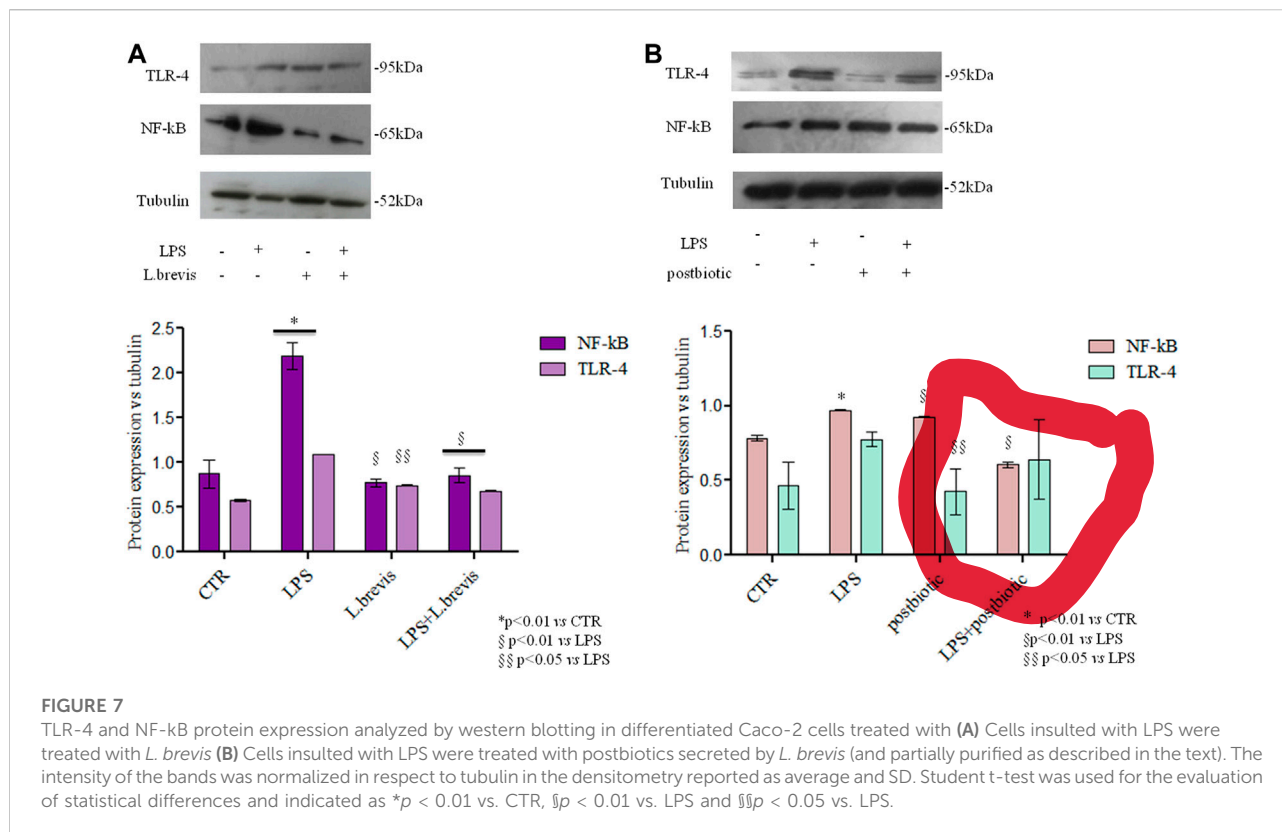 A
TLR-4
-95kDa
NF-kB
-65kDa
Tubulin
-52kDa
LPS - + - +
L.brevis - - + +
B
TLR-4
-95kDa
NF-kB
-65kDa
Tubulin
-52kDa
LPS - + - +
postbiotic - - + +
Protein expression vs tubulin
2.5
2.0
1.5
1.0
0.5
0.0
*
§ §§
§
NF-kB
TLR-4
CTR LPS L.brevis LPS+L.brevis
*p<0.01 vs CTR
§ p<0.01 vs LPS
§§ p<0.05 vs LPS
Protein expression vs tubulin
1.5
1.0
0.5
0.0
*
§
§§
§
NF-kB
TLR-4
CTR LPS postbiotic LPS+postbiotic
* p<0.01 vs CTR
§p<0.01 vs LPS
§§ p<0.05 vs LPS
FIGURE 7
TLR-4 and NF-kB protein expression analyzed by western blotting in differentiated Caco-2 cells treated with (A) Cells insulted with LPS were
treated with L. brevis (B) Cells insulted with LPS were treated with postbiotics secreted by L. brevis (and partially purified as described in the text). The
intensity of the bands was normalized in respect to tubulin in the densitometry reported as average and SD. Student t-test was used for the evaluation
of statistical differences and indicated as *p < 0.01 vs. CTR, §p < 0.01 vs. LPS and §§p < 0.05 vs. LPS.